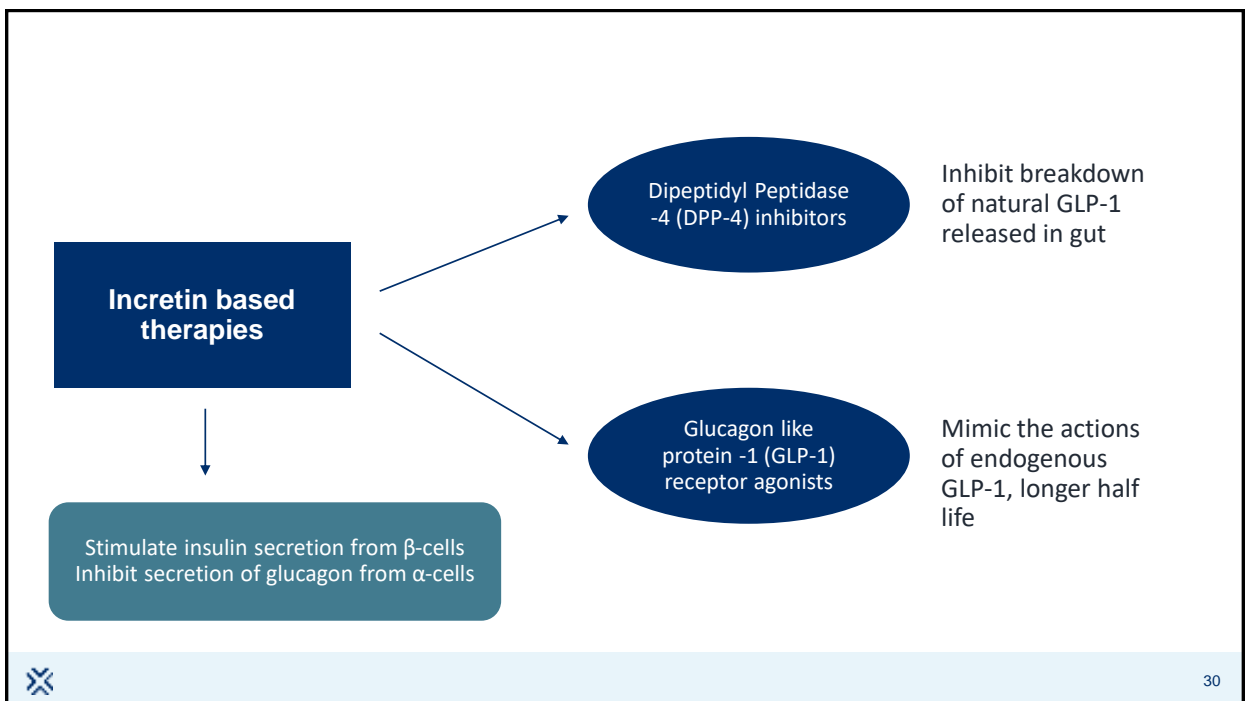 Dipeptidyl Peptidase
-4 (DPP-4) inhibitors
Inhibit breakdown
of natural GLP-1
released in gut
Incretin based
therapies
Glucagon like
protein -1 (GLP-1)
receptor agonists
Mimic the actions
of endogenous
GLP-1, longer half
life
Stimulate insulin secretion from β-cells
Inhibit secretion of glucagon from α-cells
30